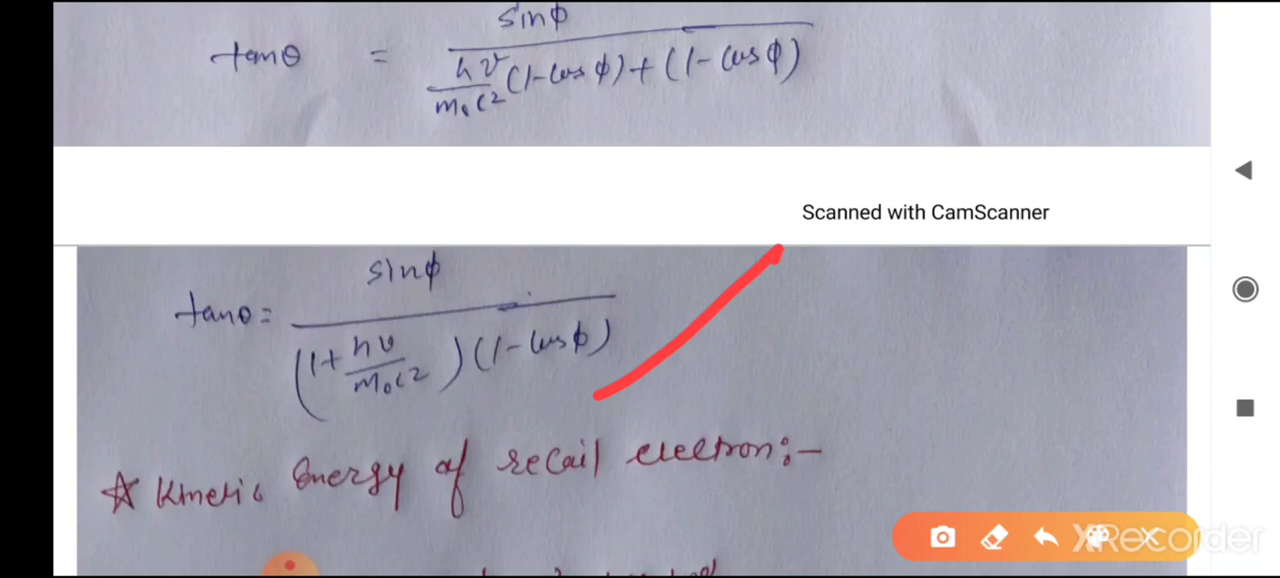 sinϕ
tanθ = hν/m₀c² (1-cosϕ)+(1-cosϕ)
Scanned with CamScanner
sinϕ
tanθ = (1+hν/m₀c²)(1-cosϕ)
☆ Kinetic Energy of recail electron:-
XRecorder